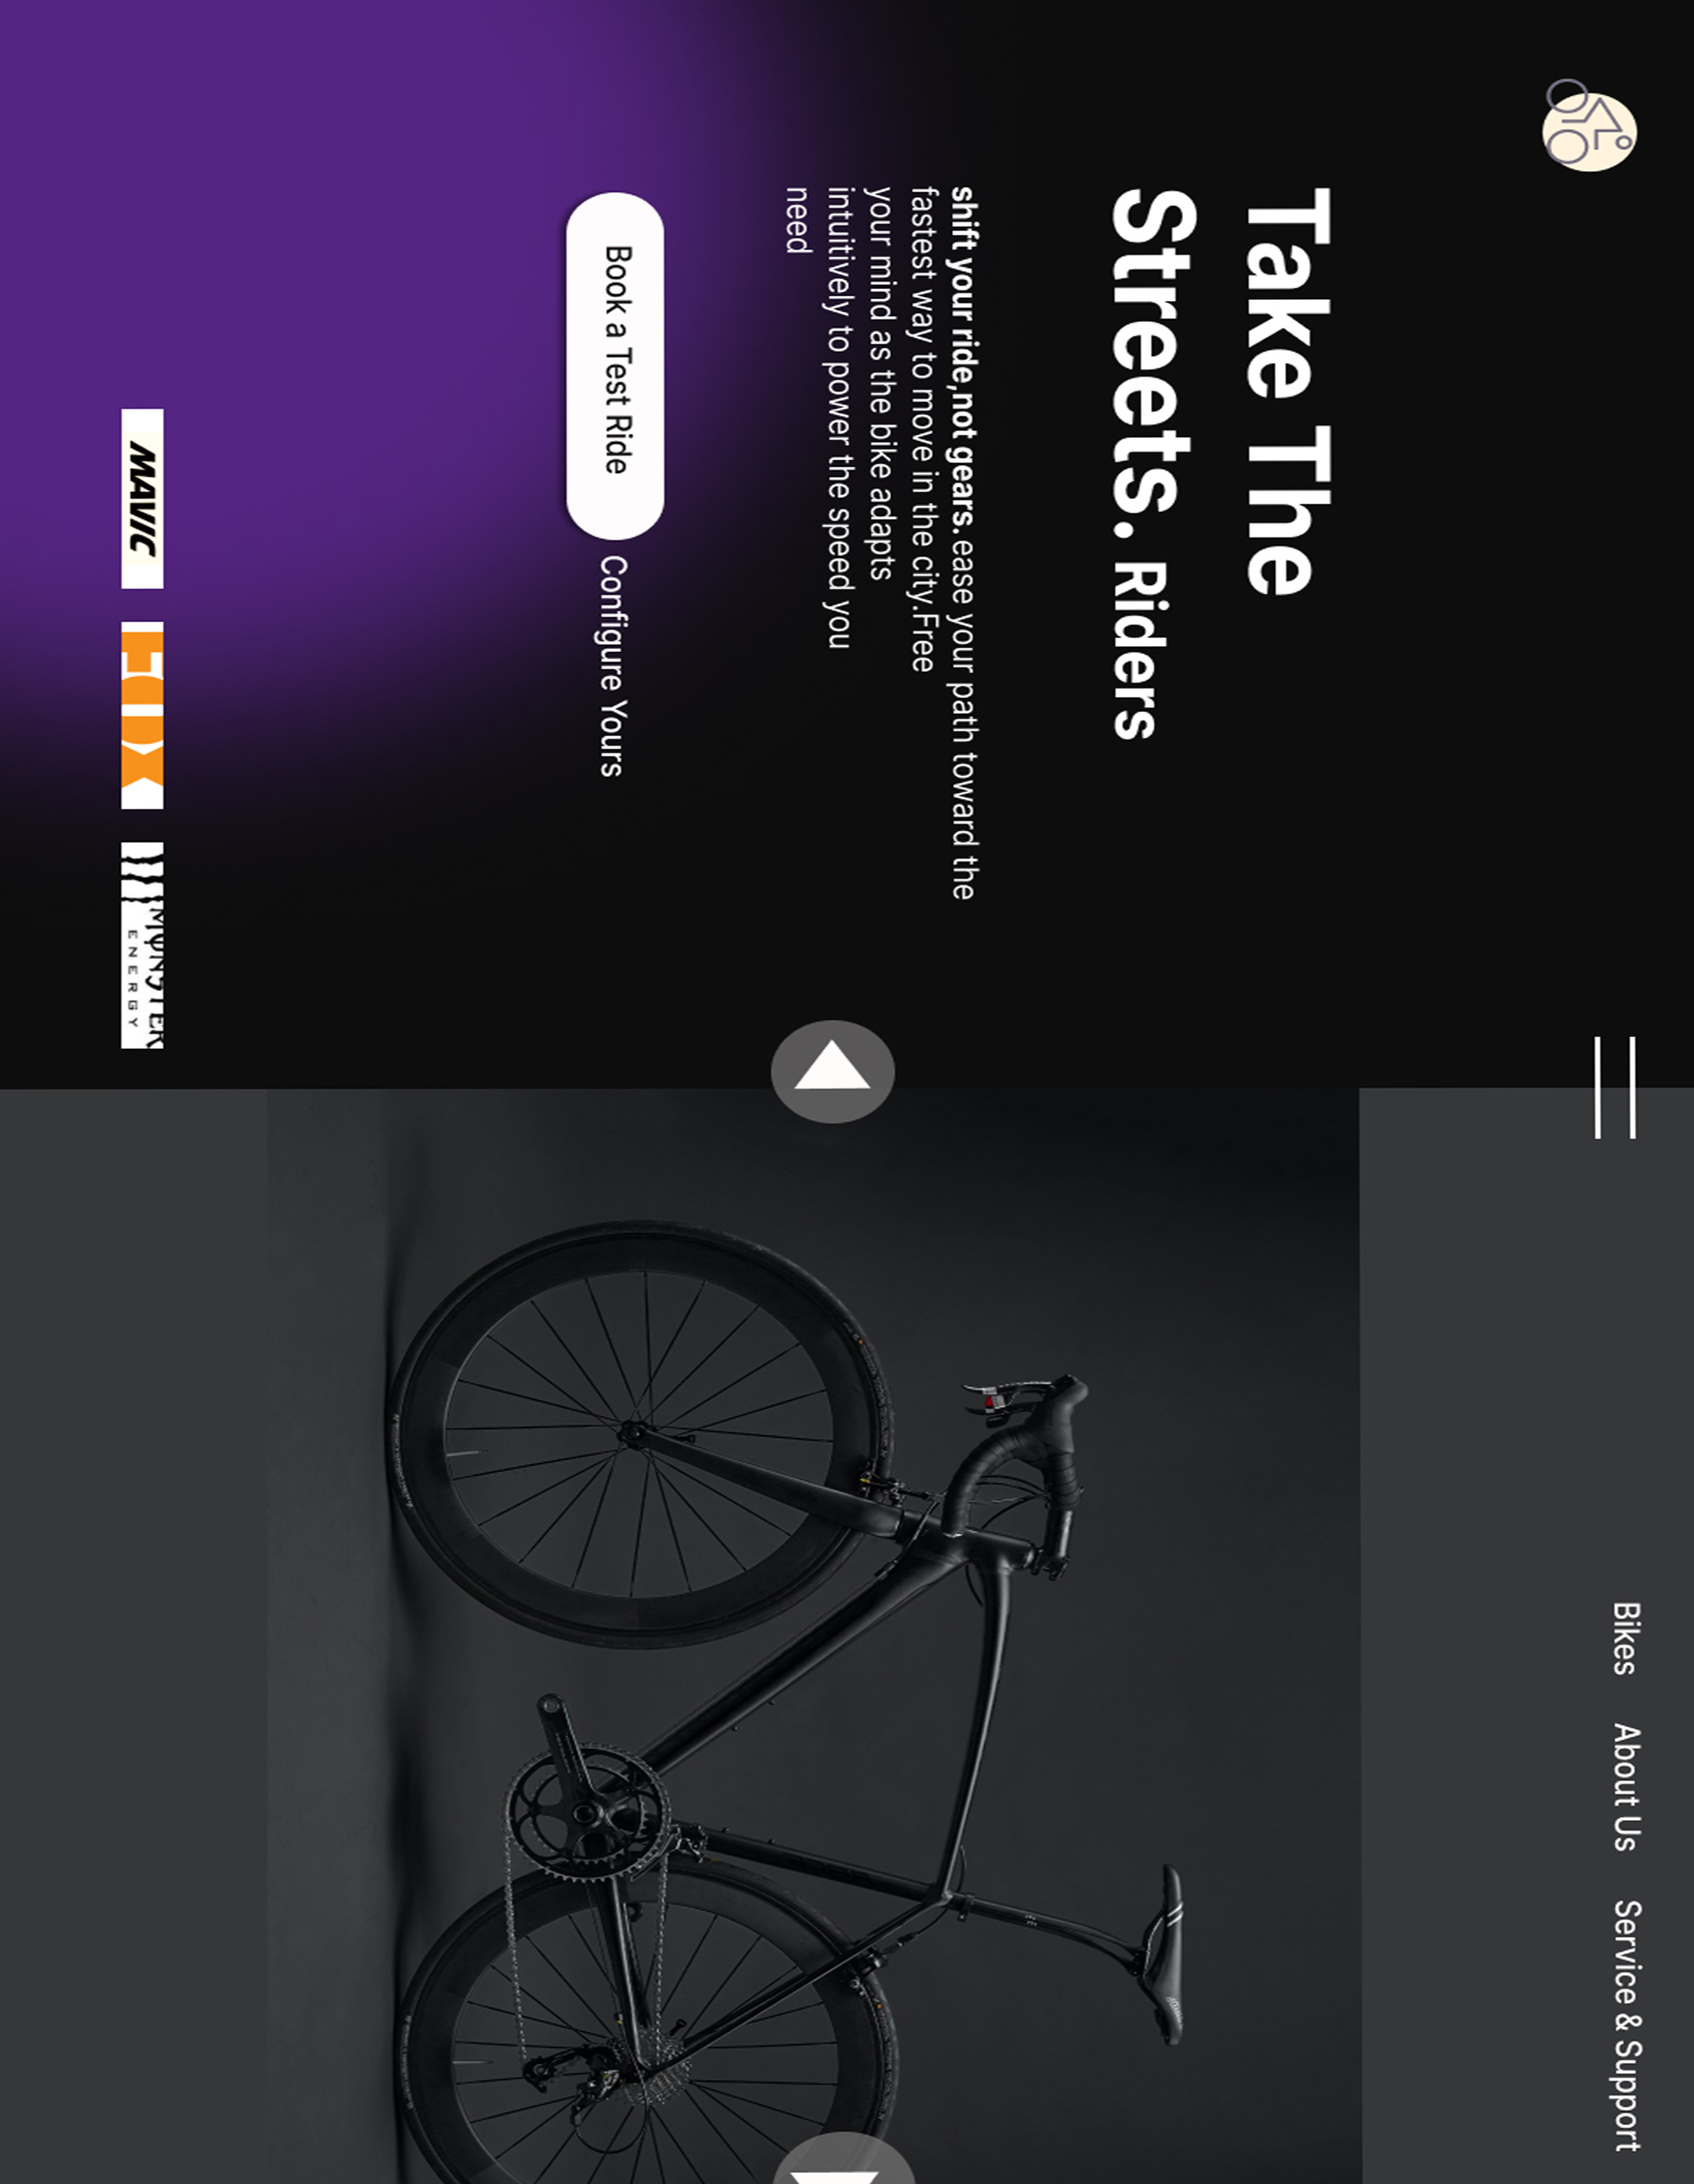 Bikes About Us Service & Support
Take The
Streets. Riders
shift your ride,not gears. ease your path toward the
fastest way to move in the city.Free
your mind as the bike adapts
intuitively to power the speed you
need
Book a Test Ride Configure Yours
MAVIC FOX MONSTER
ENERGY